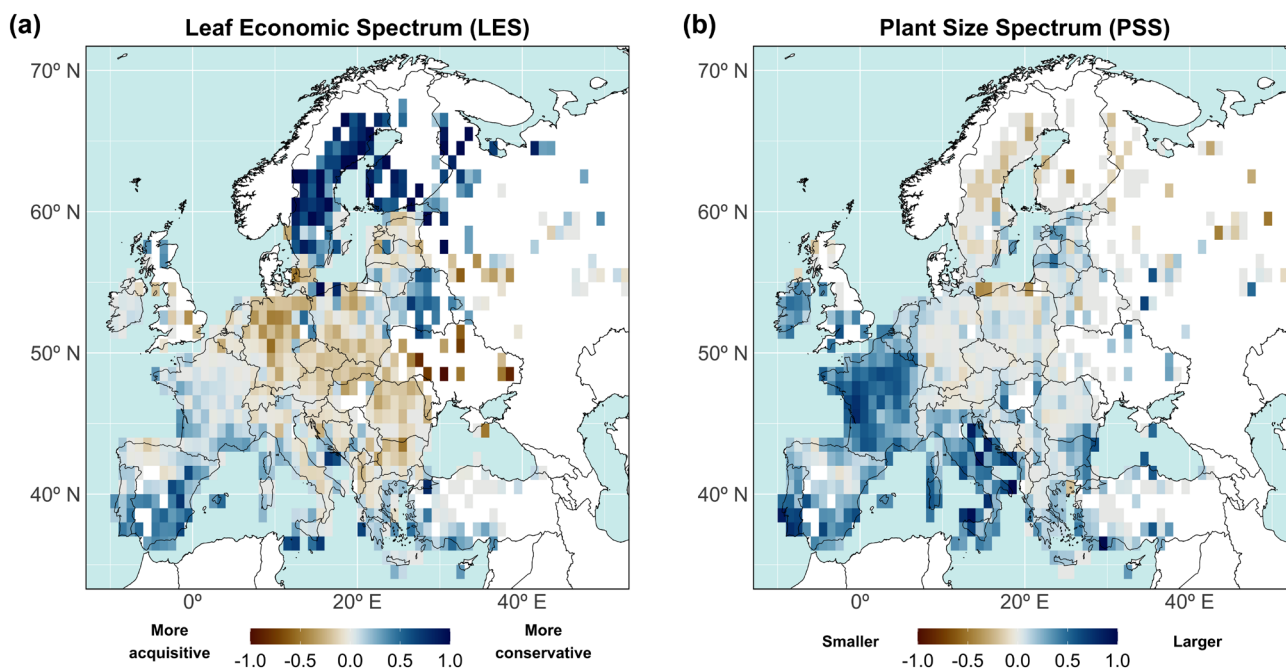 (a)
Leaf Economic Spectrum (LES)
70º N
60º N
50º N
40º N
0º
20º E
40º E
More
acquisitive
-1.0 -0.5 0.0 0.5 1.0
More
conservative
(b)
Plant Size Spectrum (PSS)
70º N
60º N
50º N
40º N
0º
20º E
40º E
Smaller
-1.0 -0.5 0.0 0.5 1.0
Larger